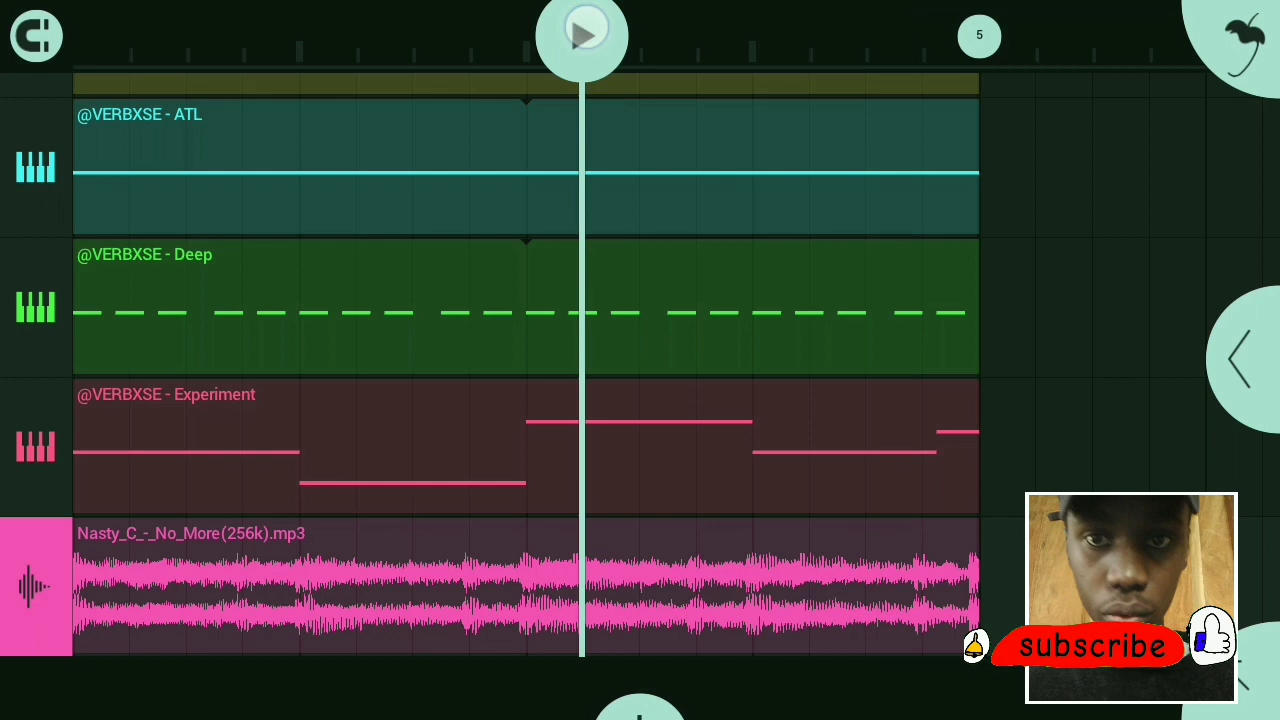 5
@VERBXSE - ATL
@VERBXSE - Deep
@VERBXSE - Experiment
Nasty_C_-_No_More(256k).mp3
subscribe